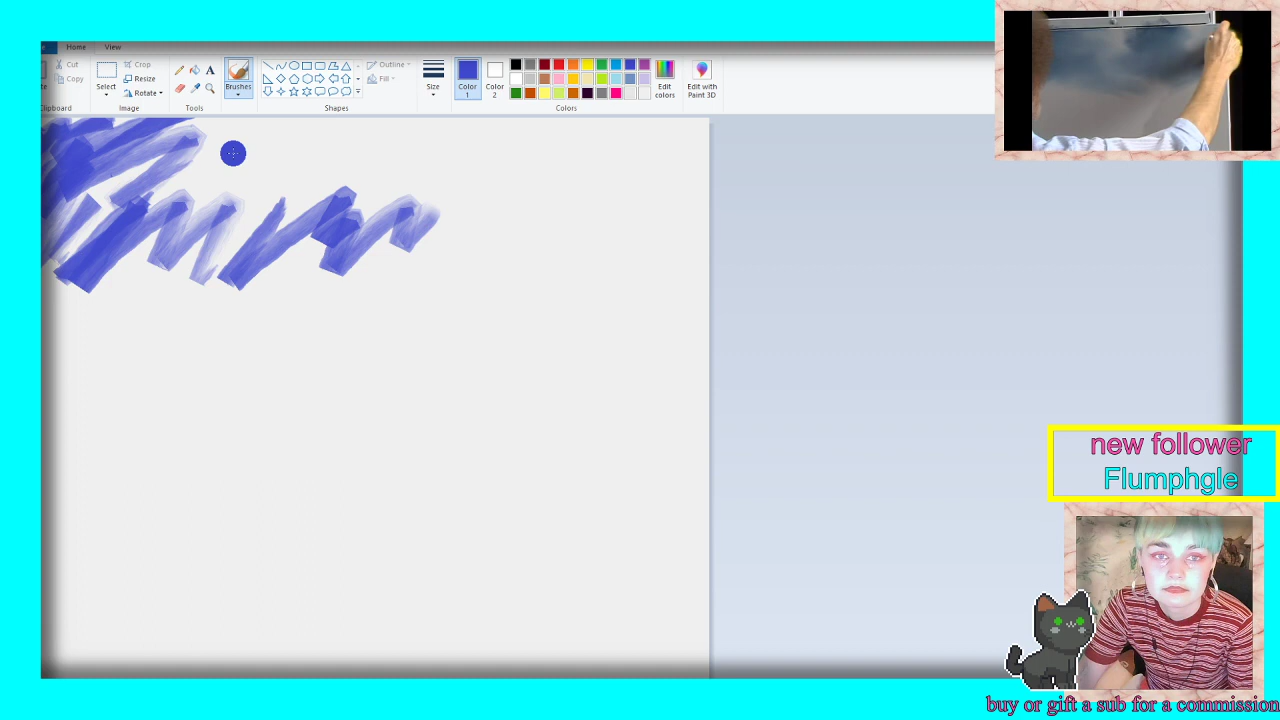 Home View
Cut
Copy
Clipboard
Select
Crop
Resize
Rotate
Image
A
Tools
Brushes
Outline
Fill
Shapes
Size
Color 1
Color 2
Edit colors
Colors
Edit with Paint 3D
new follower
Flumphgle
buy or gift a sub for a commission